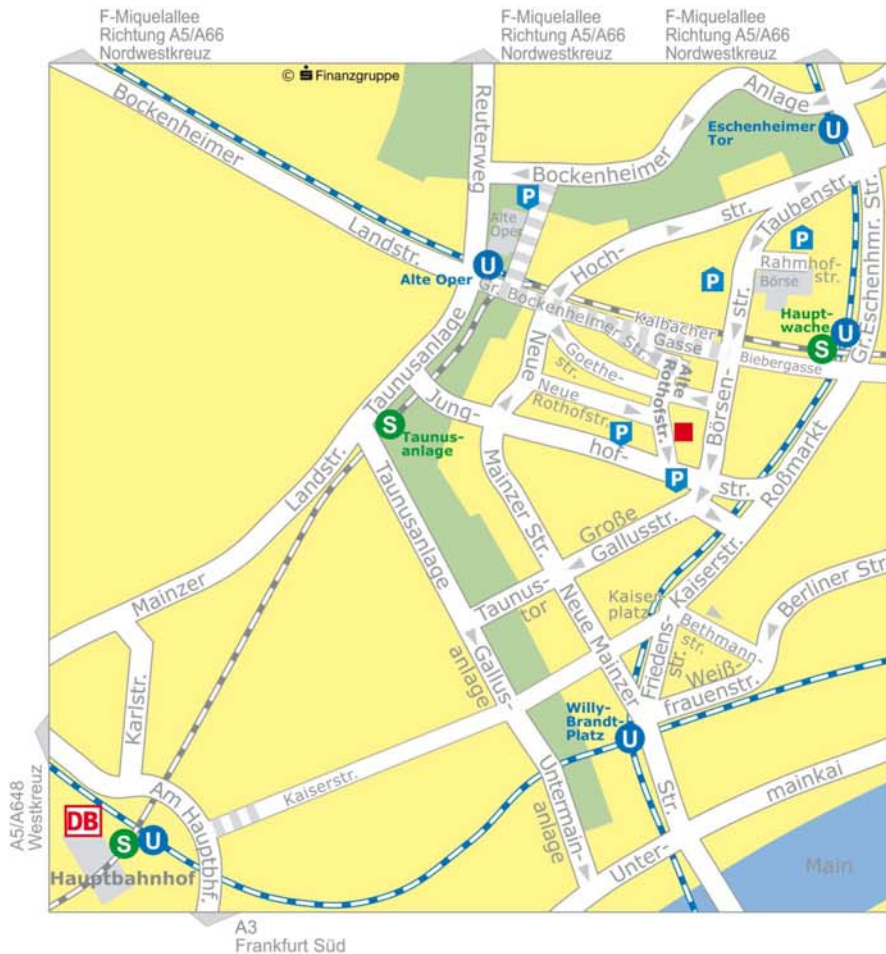 F-Miquelallee
Richtung A5/A66
Nordwestkreuz
F-Miquelallee
Richtung A5/A66
Nordwestkreuz
F-Miquelallee
Richtung A5/A66
Nordwestkreuz
© S Finanzgruppe
Bockenheimer
Landstr.
Reuterweg
Bockenheimer
Anlage
Eschenheimer
Tor
U
P
Alte
Oper
U
Alte Oper
Hoch-
str.
Taubenstr.
P
P
Rahmhof-
str.
Börse
Gr. Eschenhmr. Str.
Haupt-
wache
U
S
Gr. Bockenheimer Str.
Kalbacher
Gasse
Biebergasse
Neue
Mainzer Str.
Goethe-
str.
Alte
Rothofstr.
Neue
Rothofstr.
Börsen-
str.
Taunusanlage
Jung-
hof-
str.
P
P
S
Taunus-
anlage
Roßmarkt
Mainzer
Landstr.
Taunusanlage
Große
Gallusstr.
Taunus-
tor
Kaiserstr.
Kaiser
platz
Neue Mainzer
Str.
Friedens-
str.
Bethmann-
str.
Berliner Str
Weiß-
frauenstr.
Gallus-
anlage
Willy-
Brandt-
Platz
U
Karlstr.
Kaiserstr.
Untermain-
anlage
Unter-
mainkai
Main
Am Hauptbhf.
DB
S
U
Hauptbahnhof
A5/A648
Westkreuz
A3
Frankfurt Süd